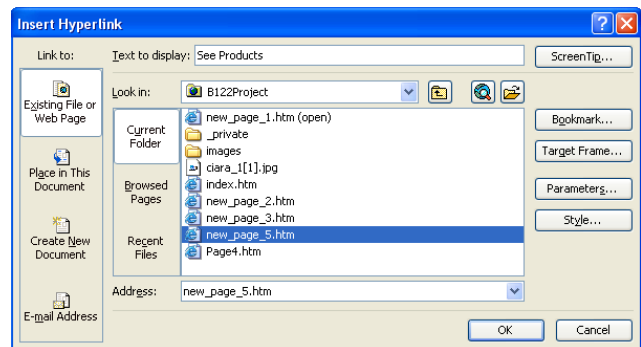 Insert Hyperlink
Link to:
Text to display: See Products
ScreenTip...
Existing File or
Web Page
Place in This
Document
Create New
Document
E-mail Address
Look in: B122Project
Current
Folder
Browsed
Pages
Recent
Files
new_page_1.htm (open)
_private
images
ciara_1[1].jpg
index.htm
new_page_2.htm
new_page_3.htm
new_page_5.htm
Page4.htm
Bookmark...
Target Frame...
Parameters...
Style...
Address: new_page_5.htm
OK
Cancel